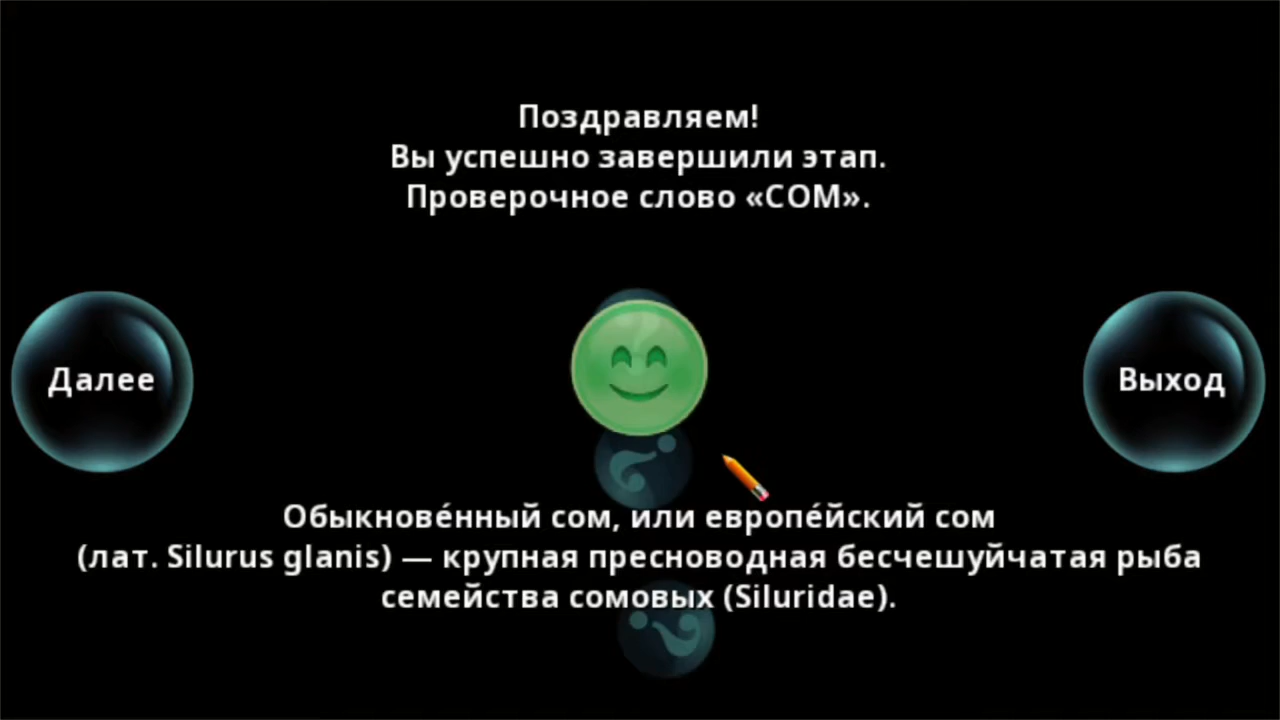 Поздравляем!
Вы успешно завершили этап.
Проверочное слово «СОМ».
Далее
Выход
Обыкнове́нный сом, или европе́йский сом
(лат. Silurus glanis) — крупная пресноводная бесчешуйчатая рыба
семейства сомовых (Siluridae).